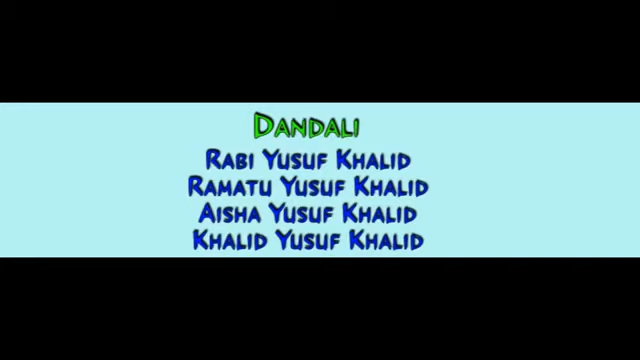 Dandali
Rabi Yusuf Khalid
Ramatu Yusuf Khalid
Aisha Yusuf Khalid
Khalid Yusuf Khalid